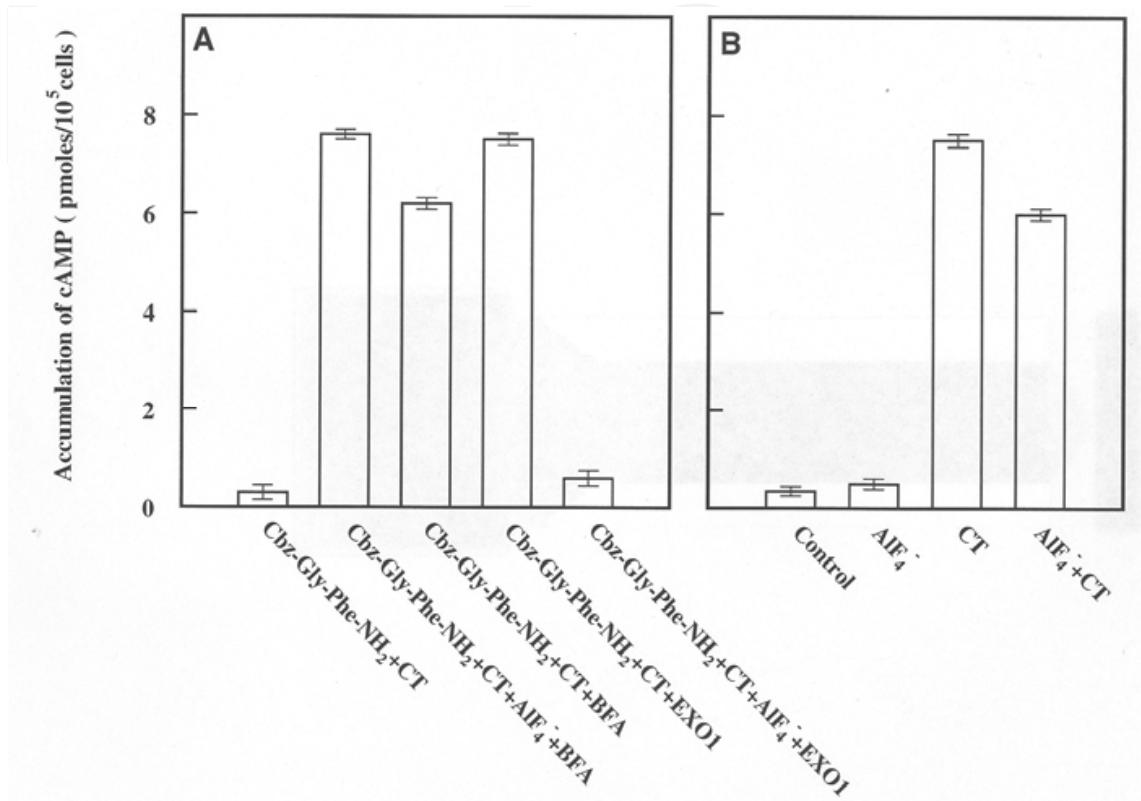 A
B
Accumulation of cAMP ( pmoles/10⁵cells )
8
6
4
2
0
Cbz-Gly-Phe-NH₂+CT
Cbz-Gly-Phe-NH₂+CT+AlF₄⁻+BFA
Cbz-Gly-Phe-NH₂+CT+BFA
Cbz-Gly-Phe-NH₂+CT+EXO1
Cbz-Gly-Phe-NH₂+CT+AlF₄⁻+EXO1
Control
AlF₄⁻
CT
AlF₄⁻+CT